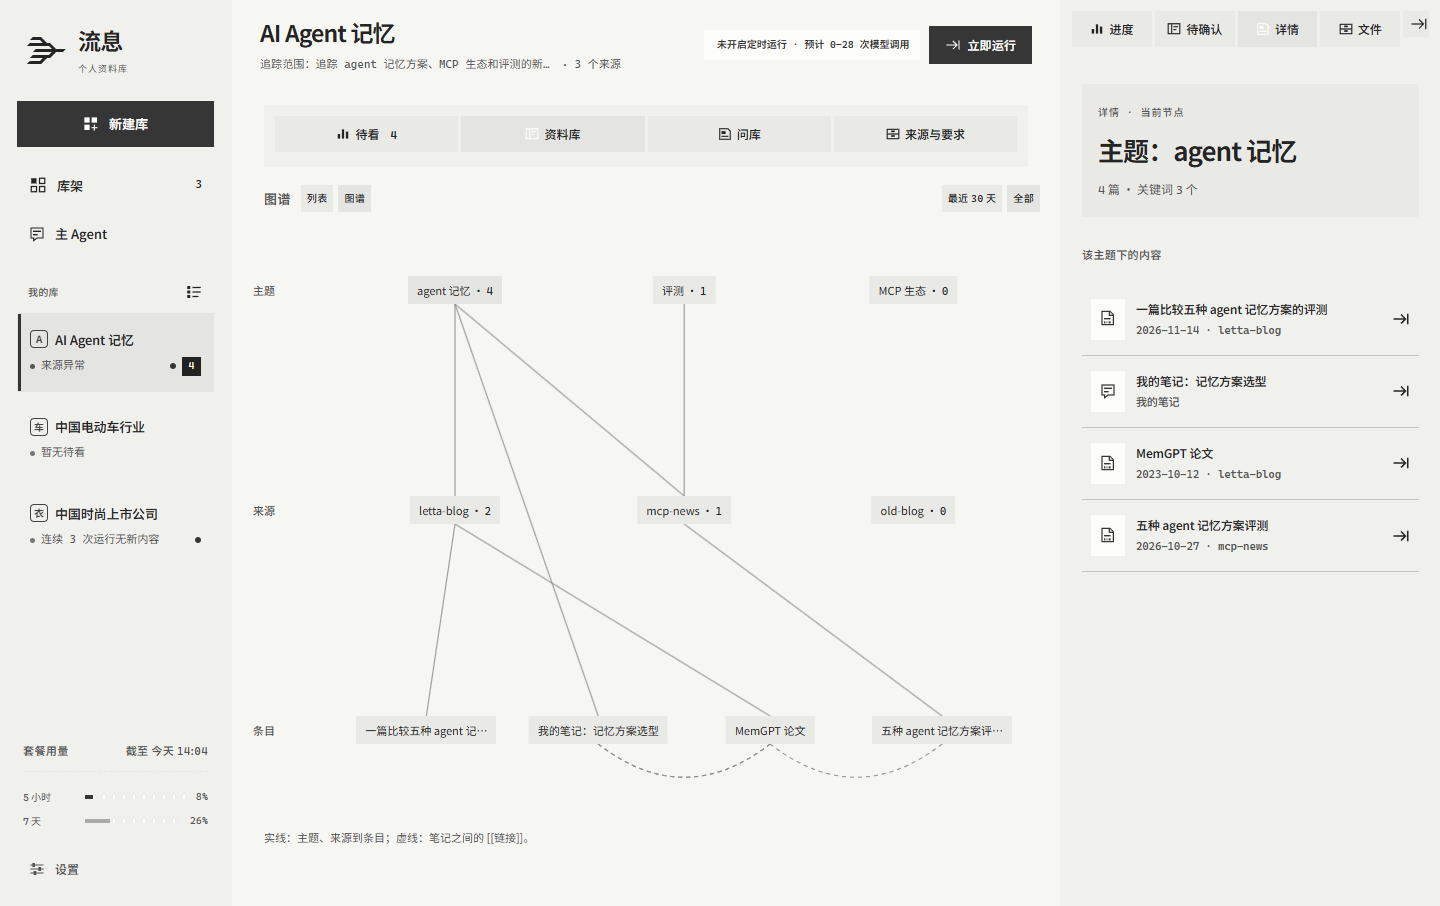 流息
个人资料库
新建库
库架 3
主 Agent
我的库
A AI Agent 记忆
来源异常 4
车 中国电动车行业
暂无待看
衣 中国时尚上市公司
连续 3 次运行无新内容
套餐用量 截至 今天 14:04
5 小时 8%
7 天 26%
设置
AI Agent 记忆
追踪范围：追踪 agent 记忆方案、MCP 生态和评测的新… · 3 个来源
未开启定时运行 · 预计 0–28 次模型调用
立即运行
待看 4
资料库
问库
来源与要求
图谱 列表 图谱
最近 30 天 全部
主题
agent 记忆 · 4
评测 · 1
MCP 生态 · 0
来源
letta-blog · 2
mcp-news · 1
old-blog · 0
条目
一篇比较五种 agent 记…
我的笔记：记忆方案选型
MemGPT 论文
五种 agent 记忆方案评…
实线：主题、来源到条目；虚线：笔记之间的 [[链接]]。
进度
待确认
详情
文件
详情 · 当前节点
主题：agent 记忆
4 篇 · 关键词 3 个
该主题下的内容
一篇比较五种 agent 记忆方案的评测
2026-11-14 · letta-blog
我的笔记：记忆方案选型
我的笔记
MemGPT 论文
2023-10-12 · letta-blog
五种 agent 记忆方案评测
2026-10-27 · mcp-news